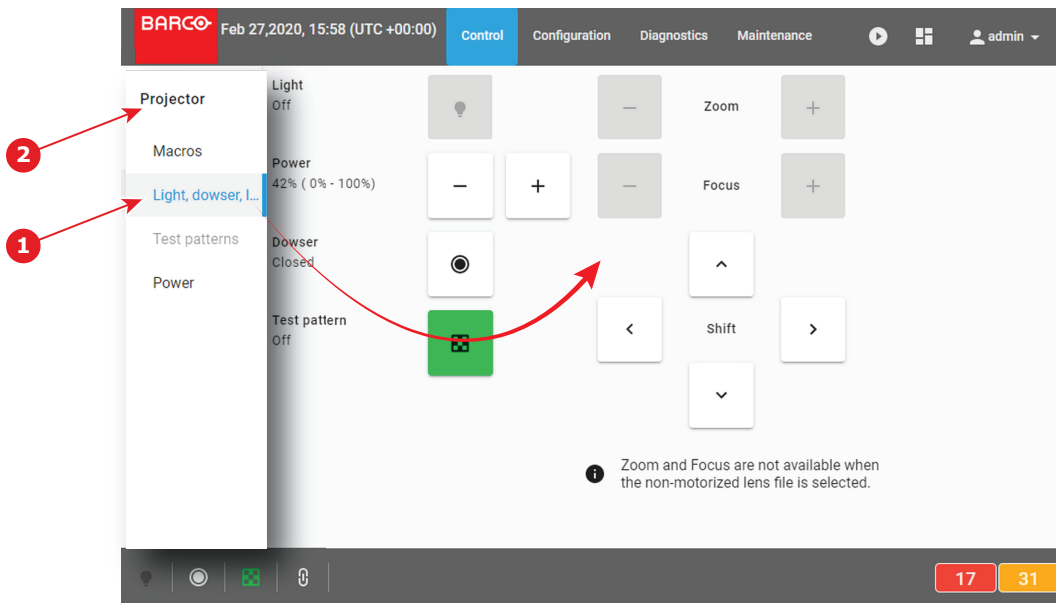 BARCO
Feb 27,2020, 15:58 (UTC +00:00)
Control
Configuration
Diagnostics
Maintenance
admin
Projector
Macros
Light, dowser, l...
Test patterns
Power
2
1
Light
Off
Power
42% ( 0% - 100%)
Dowser
Closed
Test pattern
Off
Zoom
Focus
Shift
Zoom and Focus are not available when
the non-motorized lens file is selected.
17
31